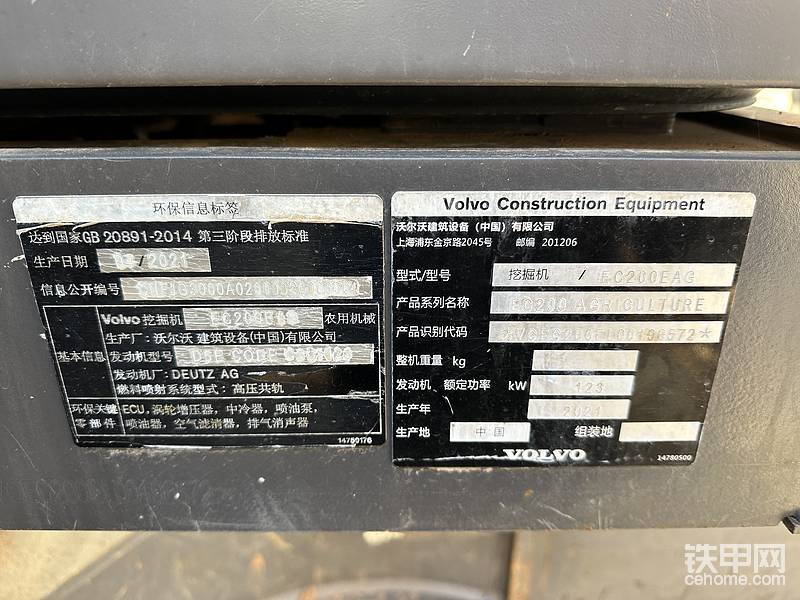 环保信息标签
达到国家GB 20891-2014 第三阶段排放标准
生产日期 /2021
信息公开编号
Volvo 挖掘机 农用机械
生产厂：沃尔沃 建筑设备(中国)有限公司
基本信息 发动机型号
发动机厂：DEUTZ AG
燃料喷射系统型式：高压共轨
环保关键 ECU, 涡轮增压器，中冷器，喷油泵，
零部件 喷油器，空气滤清器，排气消声器
14780176
Volvo Construction Equipment
沃尔沃建筑设备（中国）有限公司
上海浦东金京路2045号 邮编 201206
型式/型号 挖掘机 / EC200EAG
产品系列名称 EC200 AGRICULTURE
产品识别代码
整机重量 kg
发动机 额定功率 kW 123
生产年 2021
生产地 中国 组装地
VOLVO
14780500
铁甲网
cehome.com